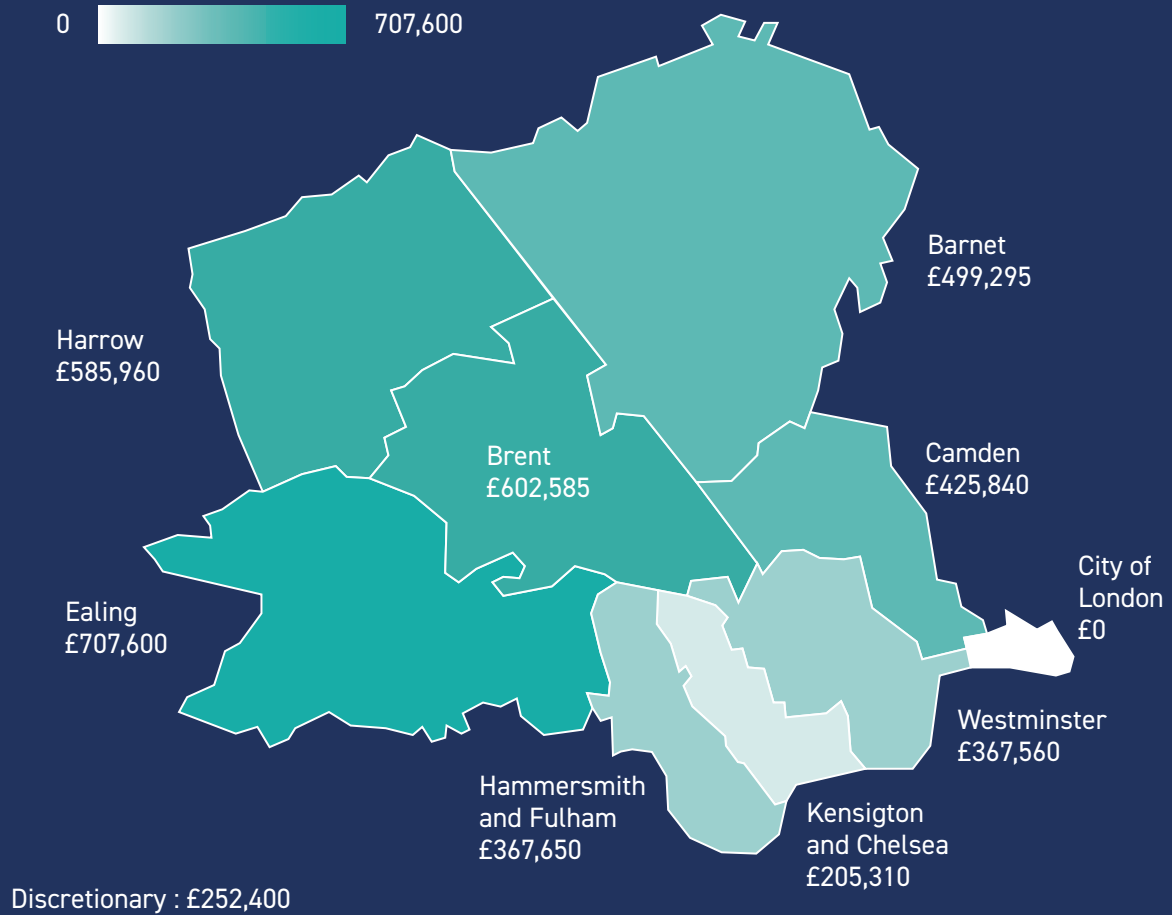 0 707,600
Barnet
£499,295
Harrow
£585,960
Brent
£602,585
Camden
£425,840
City of
London
£0
Ealing
£707,600
Westminster
£367,560
Hammersmith
and Fulham
£367,650
Kensigton
and Chelsea
£205,310
Discretionary : £252,400